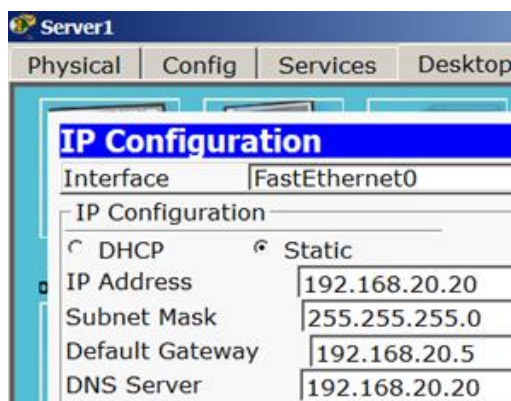 Server1
Physical Config Services Desktop
IP Configuration
Interface FastEthernet0
IP Configuration
DHCP Static
IP Address 192.168.20.20
Subnet Mask 255.255.255.0
Default Gateway 192.168.20.5
DNS Server 192.168.20.20